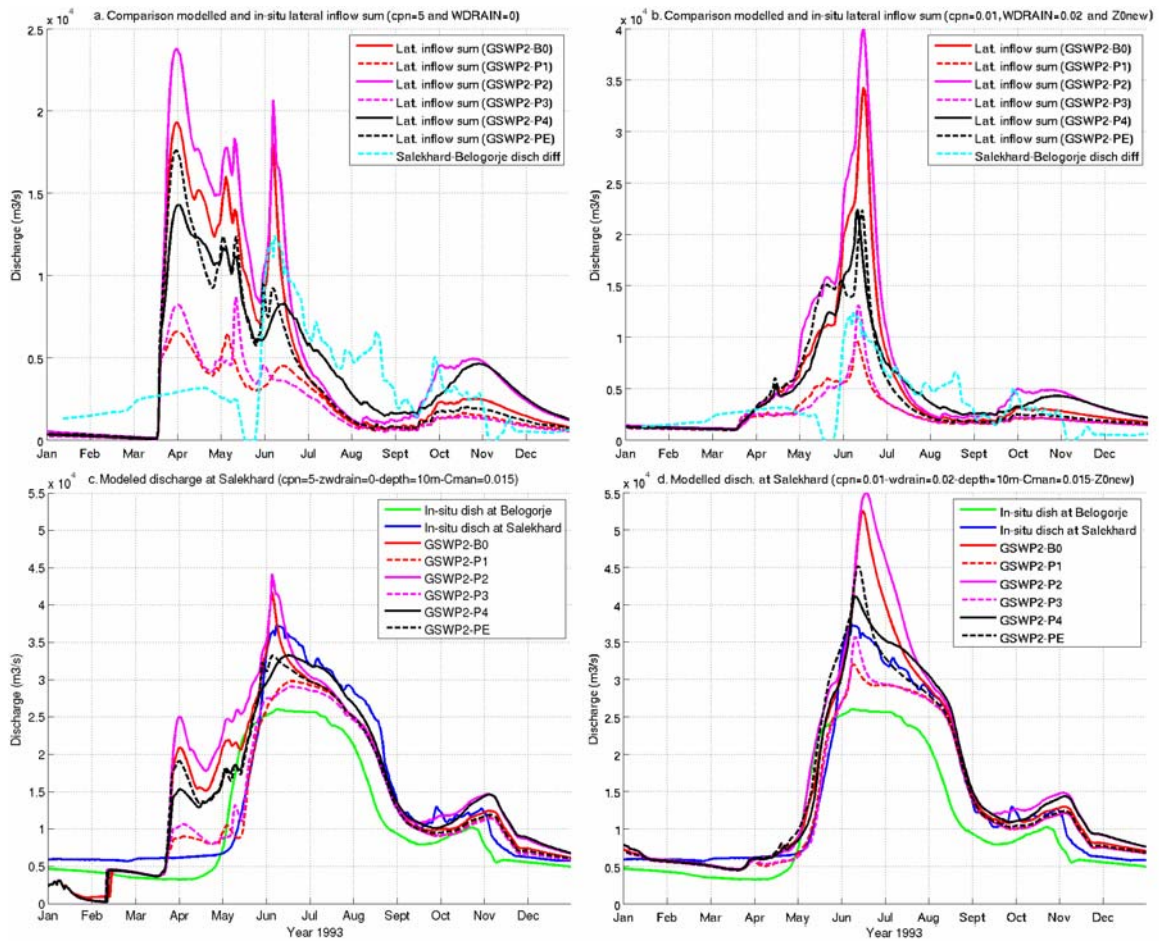 a. Comparison modelled and in-situ lateral inflow sum (cpn=5 and WDRAIN=0)
x 10⁴
2.5
2
1.5
1
0.5
0
Discharge (m3/s)
Lat. inflow sum (GSWP2-B0)
Lat. inflow sum (GSWP2-P1)
Lat. inflow sum (GSWP2-P2)
Lat. inflow sum (GSWP2-P3)
Lat. inflow sum (GSWP2-P4)
Lat. inflow sum (GSWP2-PE)
Salekhard-Belogorje disch diff
Jan Feb Mar Apr May Jun Jul Aug Sept Oct Nov Dec
b. Comparison modelled and in-situ lateral inflow sum (cpn=0.01, WDRAIN=0.02 and Z0new)
x 10⁴
4
3.5
3
2.5
2
1.5
1
0.5
0
Discharge (m3/s)
Lat. inflow sum (GSWP2-B0)
Lat. inflow sum (GSWP2-P1)
Lat. inflow sum (GSWP2-P2)
Lat. inflow sum (GSWP2-P3)
Lat. inflow sum (GSWP2-P4)
Lat. inflow sum (GSWP2-PE)
Salekhard-Belogorje disch diff
Jan Feb Mar Apr May Jun Jul Aug Sept Oct Nov Dec
c. Modeled discharge at Salekhard (cpn=5-zwdrain=0-depth=10m-Cman=0.015)
x 10⁴
5.5
5
4.5
4
3.5
3
2.5
2
1.5
1
0.5
0
Discharge (m3/s)
In-situ dish at Belogorje
In-situ disch at Salekhard
GSWP2-B0
GSWP2-P1
GSWP2-P2
GSWP2-P3
GSWP2-P4
GSWP2-PE
Jan Feb Mar Apr May Jun Jul Aug Sept Oct Nov Dec
Year 1993
d. Modelled disch. at Salekhard (cpn=0.01-wdrain=0.02-depth=10m-Cman=0.015-Z0new)
x 10⁴
5.5
5
4.5
4
3.5
3
2.5
2
1.5
1
0.5
0
Discharge (m3/s)
In-situ dish at Belogorje
In-situ disch at Salekhard
GSWP2-B0
GSWP2-P1
GSWP2-P2
GSWP2-P3
GSWP2-P4
GSWP2-PE
Jan Feb Mar Apr May Jun Jul Aug Sept Oct Nov Dec
Year 1993